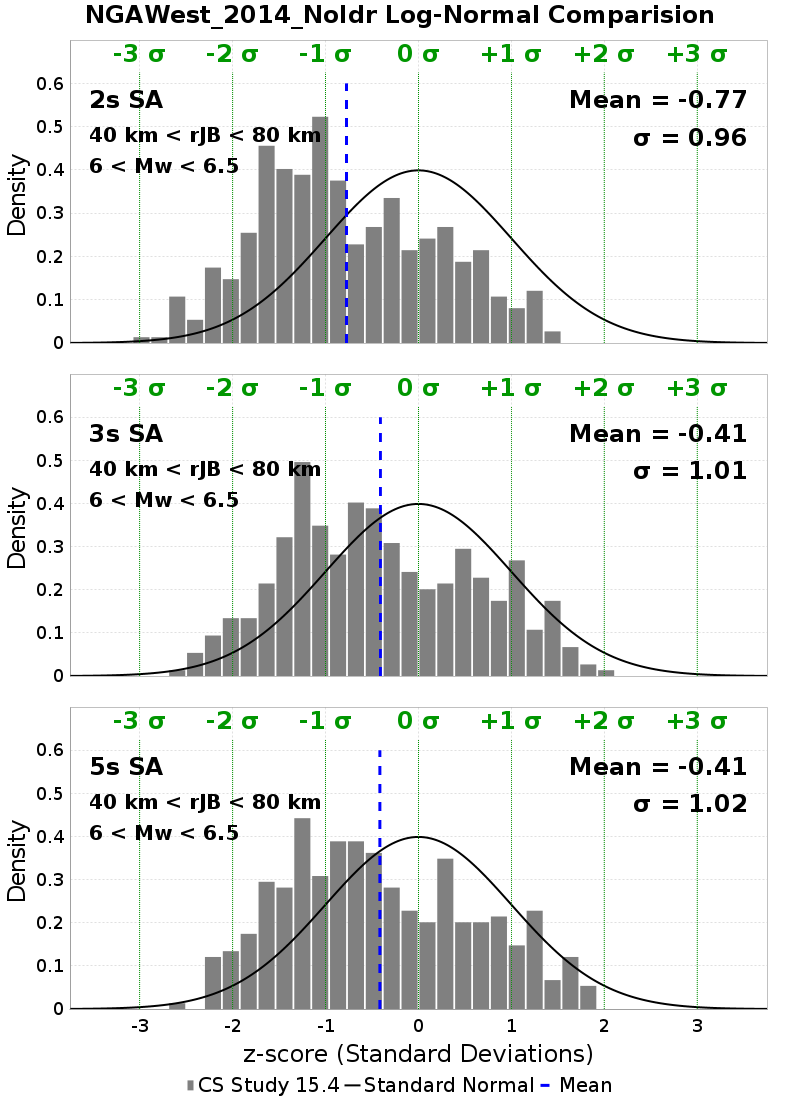 NGAWest_2014_NoIdr Log-Normal Comparision
-3 σ -2 σ -1 σ 0 σ +1 σ +2 σ +3 σ
2s SA
Mean = -0.77
40 km < rJB < 80 km
σ = 0.96
6 < Mw < 6.5
0.6
0.5
0.4
0.3
0.2
0.1
0
Density
-3 σ -2 σ -1 σ 0 σ +1 σ +2 σ +3 σ
3s SA
Mean = -0.41
40 km < rJB < 80 km
σ = 1.01
6 < Mw < 6.5
0.6
0.5
0.4
0.3
0.2
0.1
0
Density
-3 σ -2 σ -1 σ 0 σ +1 σ +2 σ +3 σ
5s SA
Mean = -0.41
40 km < rJB < 80 km
σ = 1.02
6 < Mw < 6.5
0.6
0.5
0.4
0.3
0.2
0.1
0
Density
-3 -2 -1 0 1 2 3
z-score (Standard Deviations)
CS Study 15.4 Standard Normal Mean